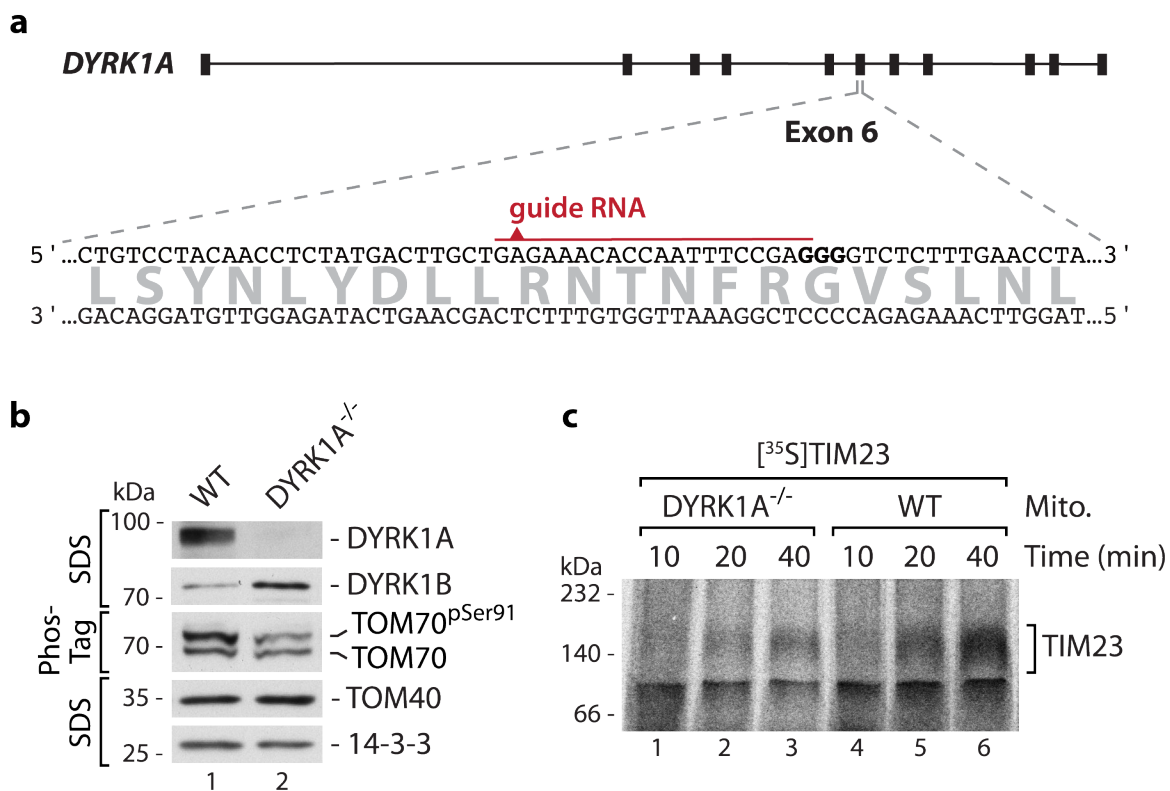 a
DYRK1A
Exon 6
guide RNA
5 '...CTGTCCTACAACCTCTATGACTTGCTGAGAAACACCAATTTCCGAGGGGTCTCTTTGAACCTA...3 '
L S Y N L Y D L L R N T N F R G V S L N L
3 '...GACAGGATGTTGGAGATACTGAACGACTCTTTGTGGTTAAAGGCTCCCCAGAGAAACTTGGAT...5 '
b
WT DYRK1A-/-
kDa
SDS
100 - - DYRK1A
70 - - DYRK1B
Phos-Tag
70 - TOM70pSer91
TOM70
SDS
35 - - TOM40
25 - - 14-3-3
1 2
c
[35S]TIM23
DYRK1A-/- WT Mito.
10 20 40 10 20 40 Time (min)
kDa
232 -
140 - TIM23
66 -
1 2 3 4 5 6